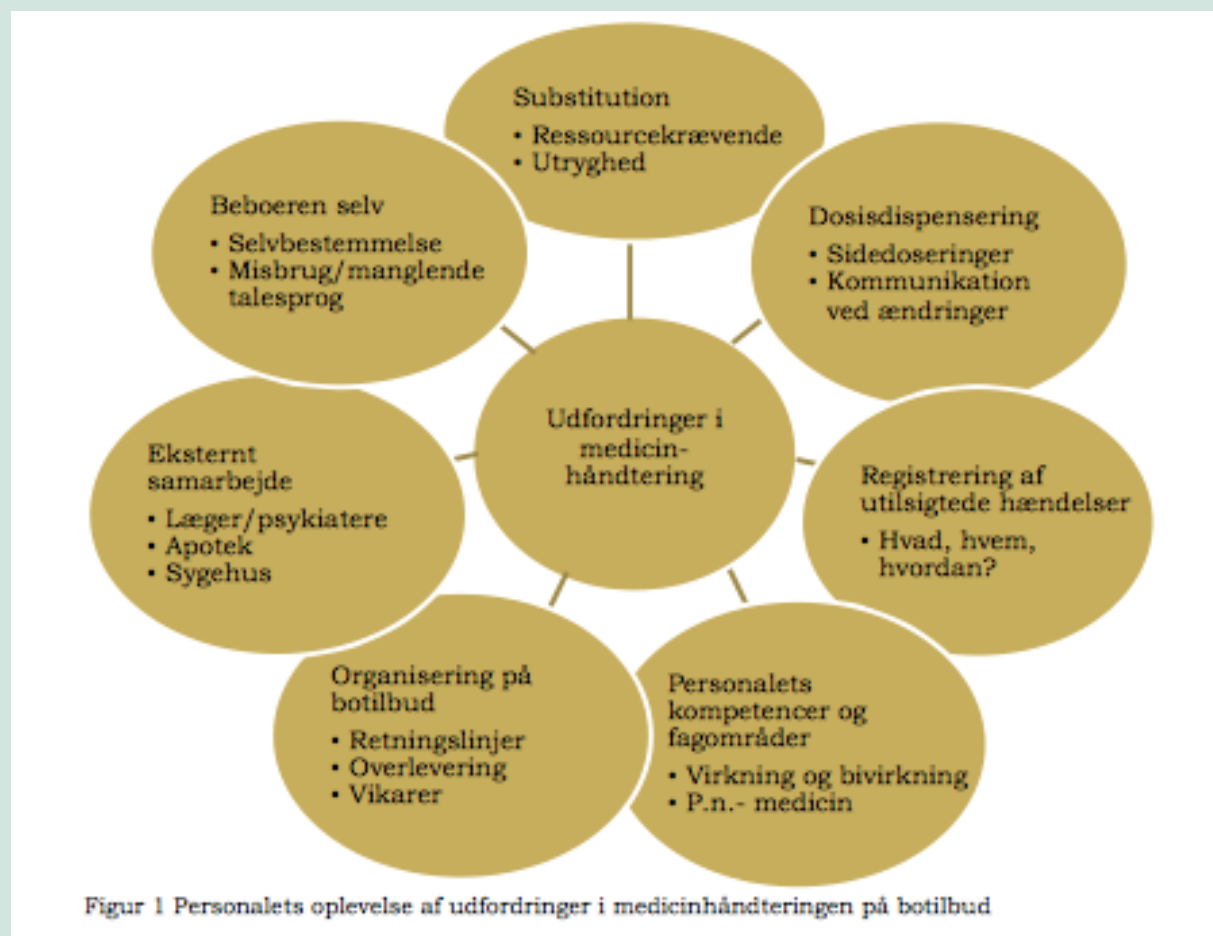 Substitution
• Ressourcekrævende
• Utryghed
Dosisdispensering
• Sidedoseringer
• Kommunikation
ved ændringer
Registrering af
utilsigtede hændelser
• Hvad, hvem,
hvordan?
Personalets
kompetencer og
fagområder
• Virkning og bivirkning
• P.n.- medicin
Organisering på
botilbud
• Retningslinjer
• Overlevering
• Vikarer
Eksternt
samarbejde
• Læger/psykiatere
• Apotek
• Sygehus
Beboeren selv
• Selvbestemmelse
• Misbrug/manglende
talesprog
Udfordringer i
medicin-
håndtering
Figur 1 Personalets oplevelse af udfordringer i medicinhåndteringen på botilbud